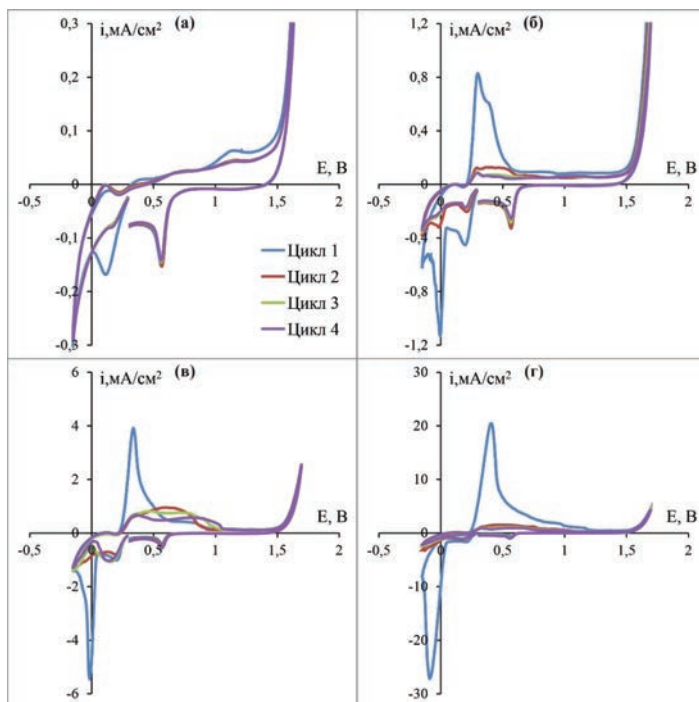 i,мА/см²
(а)
0,3
0,2
0,1
0
-0,1
-0,2
-0,3
-0,5 0 0,5 1 1,5 2
E, В
Цикл 1
Цикл 2
Цикл 3
Цикл 4
i,мА/см²
(б)
1,2
0,8
0,4
0
-0,4
-0,8
-1,2
-0,5 0 0,5 1 1,5 2
E, В
i,мА/см²
(в)
6
4
2
0
-2
-4
-6
-0,5 0 0,5 1 1,5 2
E, В
i,мА/см²
(г)
30
20
10
0
-10
-20
-30
-0,5 0 0,5 1 1,5 2
E, В